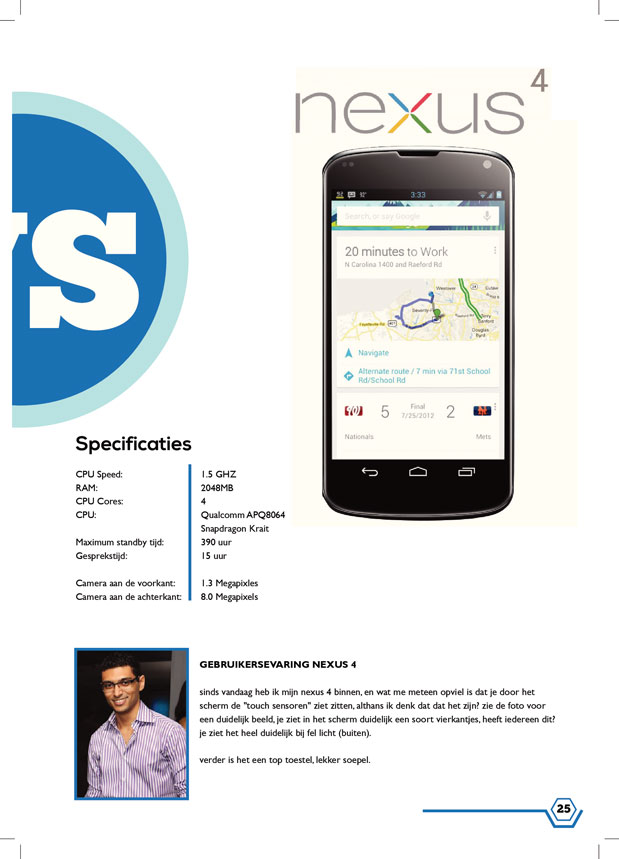 nexus 4
ys
3:33
Search, or say Google
20 minutes to Work
N Carolina 1400 and Raeford Rd
Westover
Fayetteville
Douglas
Byrd
Navigate
Alternate route / 7 min via 71st School
Rd/School Rd
5 Final 2
7/25/2012
Nationals Mets
Specificaties
CPU Speed: 1.5 GHZ
RAM: 2048MB
CPU Cores: 4
CPU: Qualcomm APQ8064
Snapdragon Krait
Maximum standby tijd: 390 uur
Gesprekstijd: 15 uur
Camera aan de voorkant: 1.3 Megapixles
Camera aan de achterkant: 8.0 Megapixels
GEBRUIKERSEVARING NEXUS 4
sinds vandaag heb ik mijn nexus 4 binnen, en wat me meteen opviel is dat je door het
scherm de "touch sensoren" ziet zitten, althans ik denk dat dat het zijn? zie de foto voor
een duidelijk beeld, je ziet in het scherm duidelijk een soort vierkantjes, heeft iedereen dit?
je ziet het heel duidelijk bij fel licht (buiten).
verder is het een top toestel, lekker soepel.
25